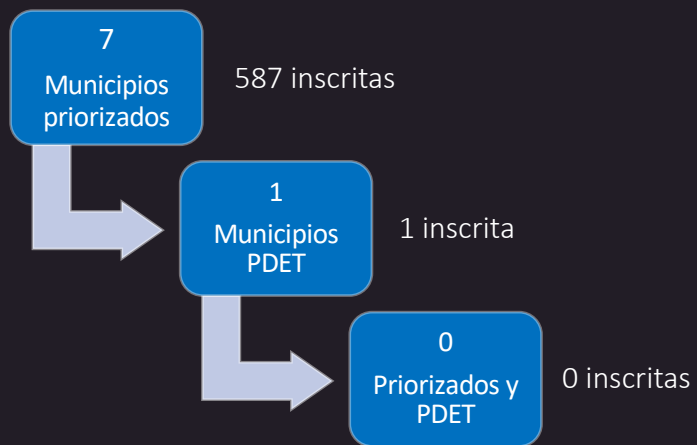 7
Municipios
priorizados
587 inscritas
1
Municipios
PDET
1 inscrita
0
Priorizados y
PDET
0 inscritas